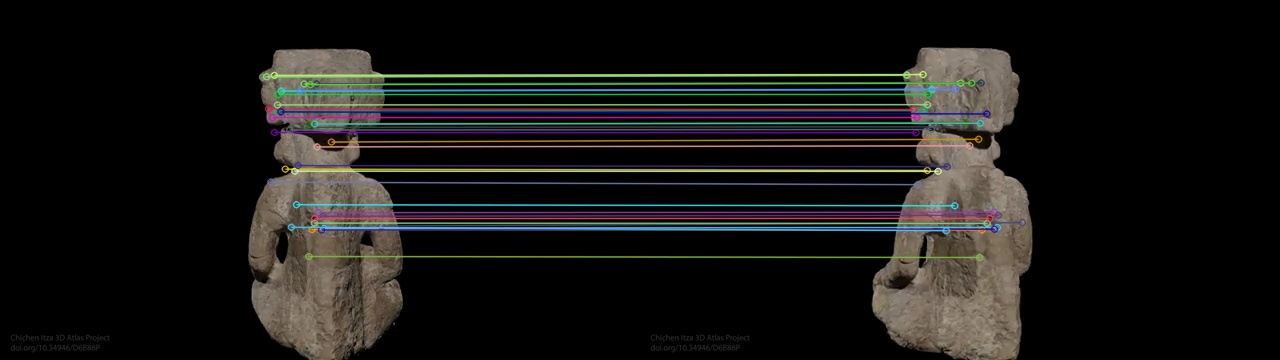 Chichen Itza 3D Atlas Project
doi.org/10.34946/D6B88P
Chichen Itza 3D Atlas Project
doi.org/10.34946/D6B88P